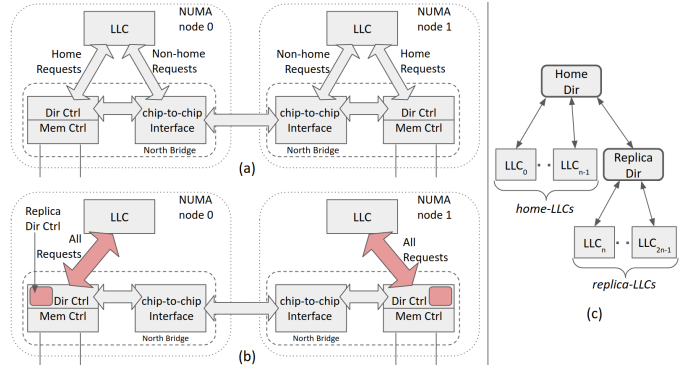 NUMA
node 0
LLC
Home
Requests
Non-home
Requests
Dir Ctrl
Mem Ctrl
chip-to-chip
Interface
North Bridge
NUMA
node 1
LLC
Non-home
Requests
Home
Requests
chip-to-chip
Interface
Dir Ctrl
Mem Ctrl
North Bridge
(a)
NUMA
node 0
LLC
Replica
Dir Ctrl
All
Requests
Dir Ctrl
Mem Ctrl
chip-to-chip
Interface
North Bridge
NUMA
node 1
LLC
All
Requests
chip-to-chip
Interface
Dir Ctrl
Mem Ctrl
North Bridge
(b)
Home
Dir
LLC0 ·· LLCn-1
Replica
Dir
home-LLCs
LLCn ·· LLC2n-1
replica-LLCs
(c)